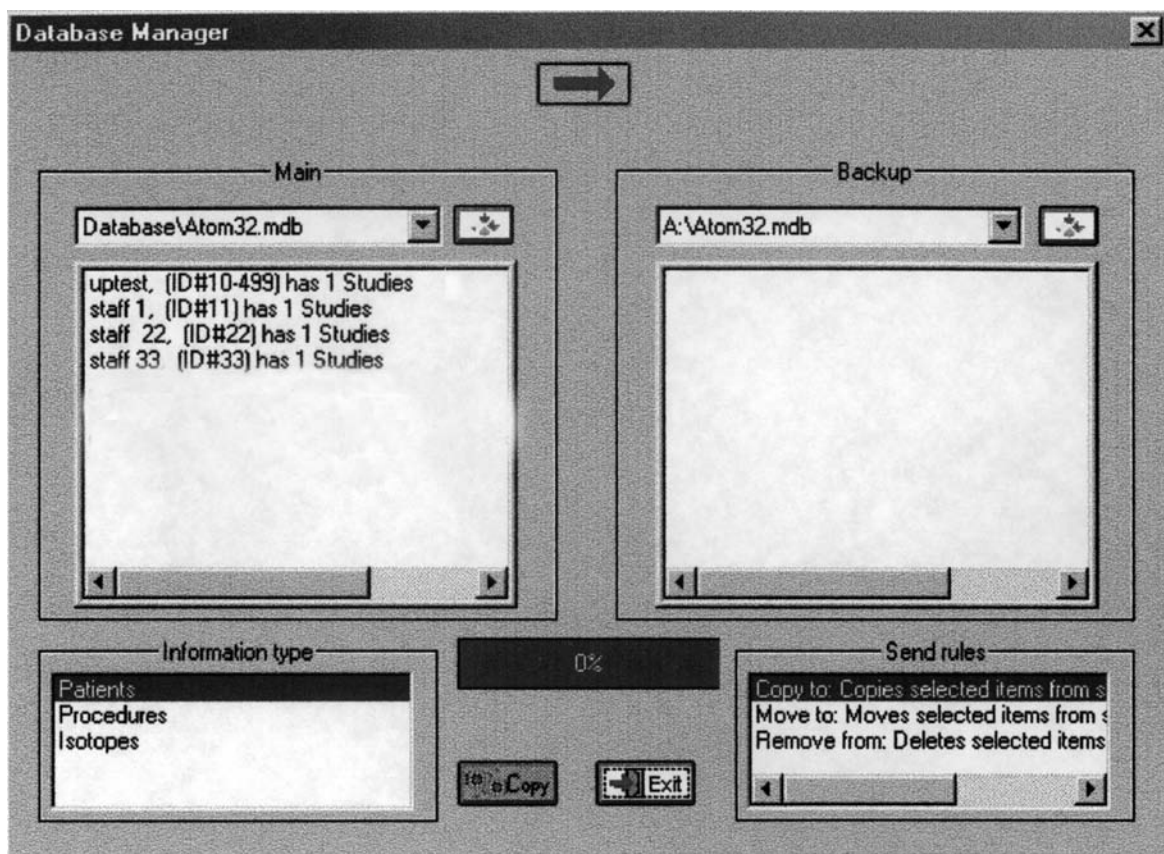 Database Manager
Main
Database\Atom32.mdb
uptest, (ID#10-499) has 1 Studies
staff 1, (ID#11) has 1 Studies
staff 22, (ID#22) has 1 Studies
staff 33 (ID#33) has 1 Studies
Backup
A:\Atom32.mdb
Information type
Patients
Procedures
Isotopes
0%
Copy
Exit
Send rules
Copy to: Copies selected items from s
Move to: Moves selected items from s
Remove from: Deletes selected items